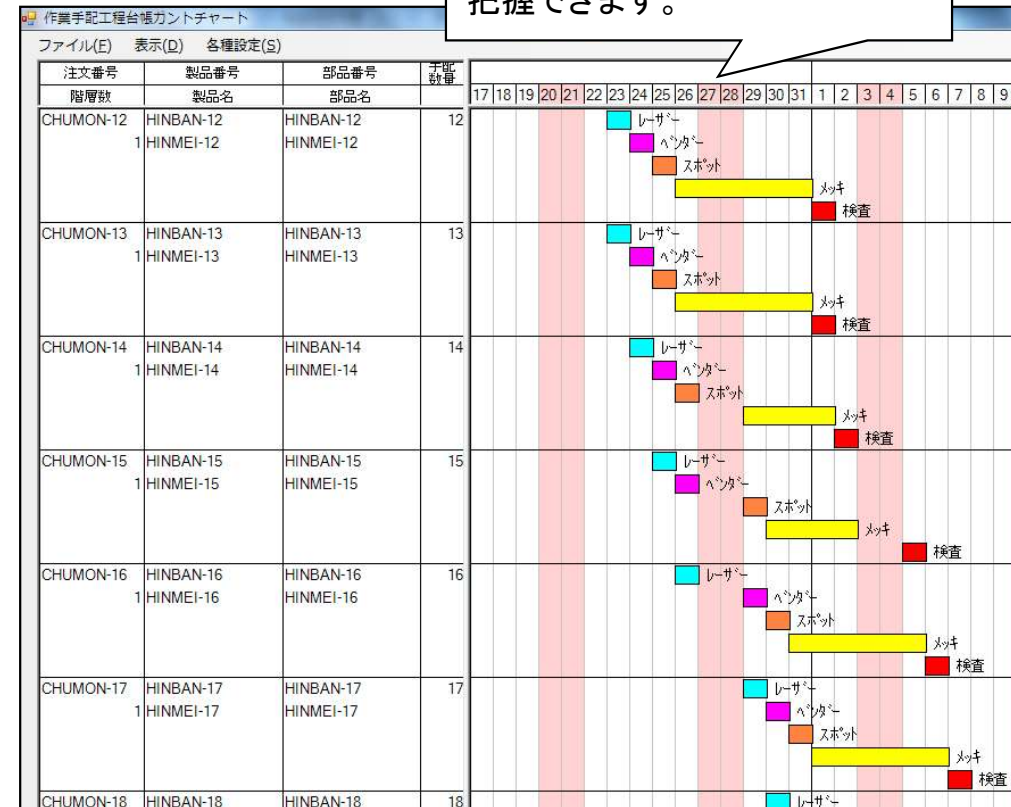 把握できます。
作業手配工程台帳ガントチャート
ファイル(F) 表示(D) 各種設定(S)
注文番号 製品番号 部品番号 手配数量
階層数 製品名 部品名 17 18 19 20 21 22 23 24 25 26 27 28 29 30 31 1 2 3 4 5 6 7 8 9
CHUMON-12 HINBAN-12 HINBAN-12 12 レーザー
1 HINMEI-12 HINMEI-12 ベンダー
スポット
メッキ
検査
CHUMON-13 HINBAN-13 HINBAN-13 13 レーザー
1 HINMEI-13 HINMEI-13 ベンダー
スポット
メッキ
検査
CHUMON-14 HINBAN-14 HINBAN-14 14 レーザー
1 HINMEI-14 HINMEI-14 ベンダー
スポット
メッキ
検査
CHUMON-15 HINBAN-15 HINBAN-15 15 レーザー
1 HINMEI-15 HINMEI-15 ベンダー
スポット
メッキ
検査
CHUMON-16 HINBAN-16 HINBAN-16 16 レーザー
1 HINMEI-16 HINMEI-16 ベンダー
スポット
メッキ
検査
CHUMON-17 HINBAN-17 HINBAN-17 17 レーザー
1 HINMEI-17 HINMEI-17 ベンダー
スポット
メッキ
検査
CHUMON-18 HINBAN-18 HINBAN-18 18 レーザー